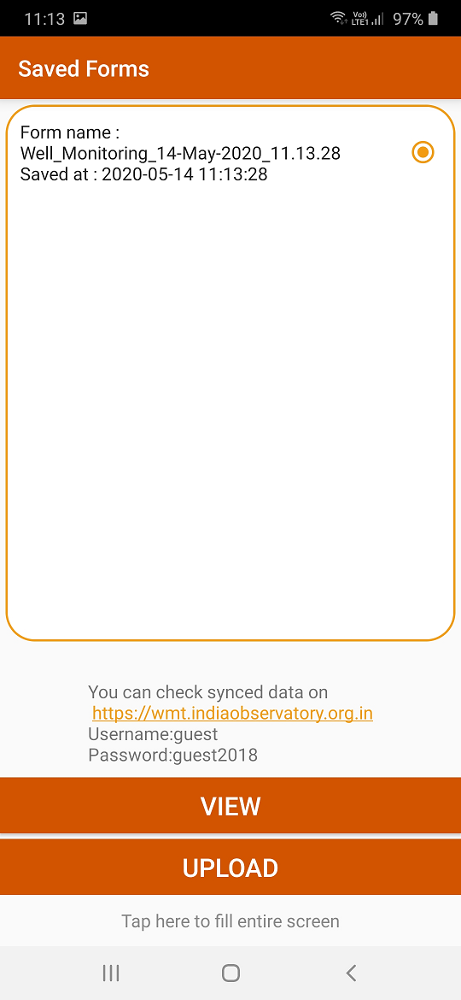 11:13 Vo)) LTE1 97%
Saved Forms
Form name :
Well_Monitoring_14-May-2020_11.13.28
Saved at : 2020-05-14 11:13:28
You can check synced data on
https://wmt.indiaobservatory.org.in
Username:guest
Password:guest2018
VIEW
UPLOAD
Tap here to fill entire screen